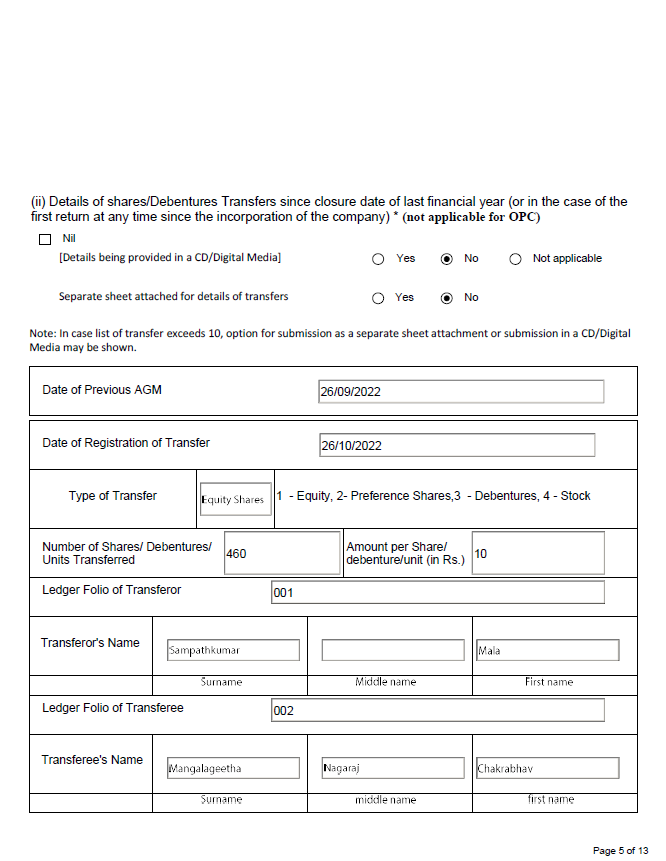 (ii) Details of shares/Debentures Transfers since closure date of last financial year (or in the case of the
first return at any time since the incorporation of the company) * (not applicable for OPC)
Nil
[Details being provided in a CD/Digital Media] Yes No Not applicable
Separate sheet attached for details of transfers Yes No
Note: In case list of transfer exceeds 10, option for submission as a separate sheet attachment or submission in a CD/Digital
Media may be shown.
Date of Previous AGM 26/09/2022
Date of Registration of Transfer 26/10/2022
Type of Transfer Equity Shares 1 - Equity, 2- Preference Shares,3 - Debentures, 4 - Stock
Number of Shares/ Debentures/
Units Transferred 460 Amount per Share/
debenture/unit (in Rs.) 10
Ledger Folio of Transferor 001
Transferor's Name Sampathkumar Mala
Surname Middle name First name
Ledger Folio of Transferee 002
Transferee's Name Mangalageetha Nagaraj Chakrabhav
Surname middle name first name
Page 5 of 13